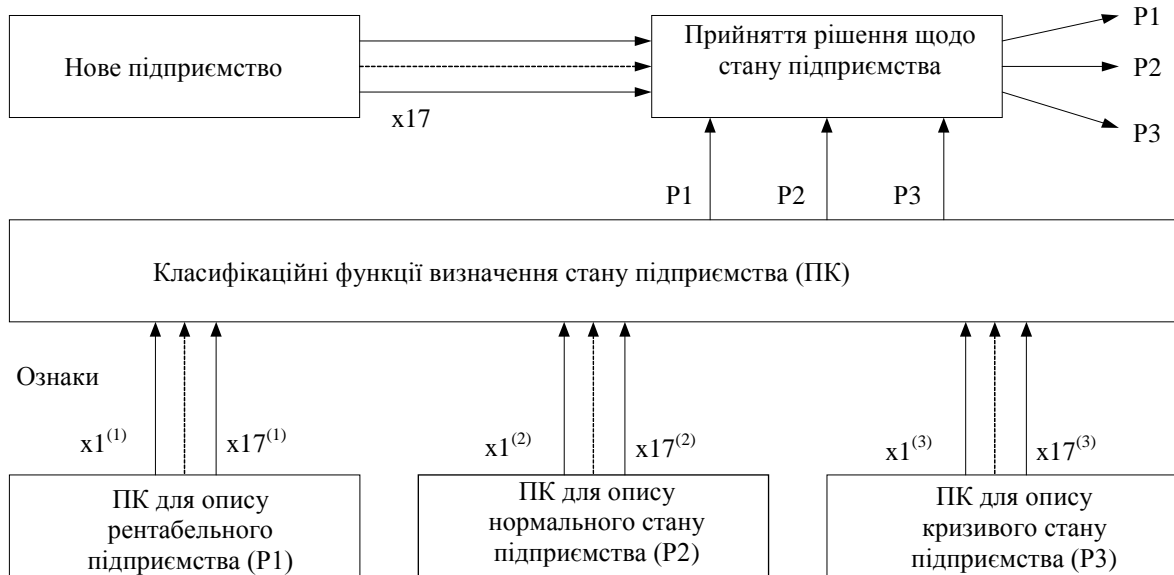 Нове підприємство
x17
Прийняття рішення щодо
стану підприємства
P1
P2
P3
P1
P2
P3
Класифікаційні функції визначення стану підприємства (ПК)
Ознаки
x1(1)
x17(1)
x1(2)
x17(2)
x1(3)
x17(3)
ПК для опису
рентабельного
підприємства (P1)
ПК для опису
нормального стану
підприємства (P2)
ПК для опису
кризивого стану
підприємства (P3)